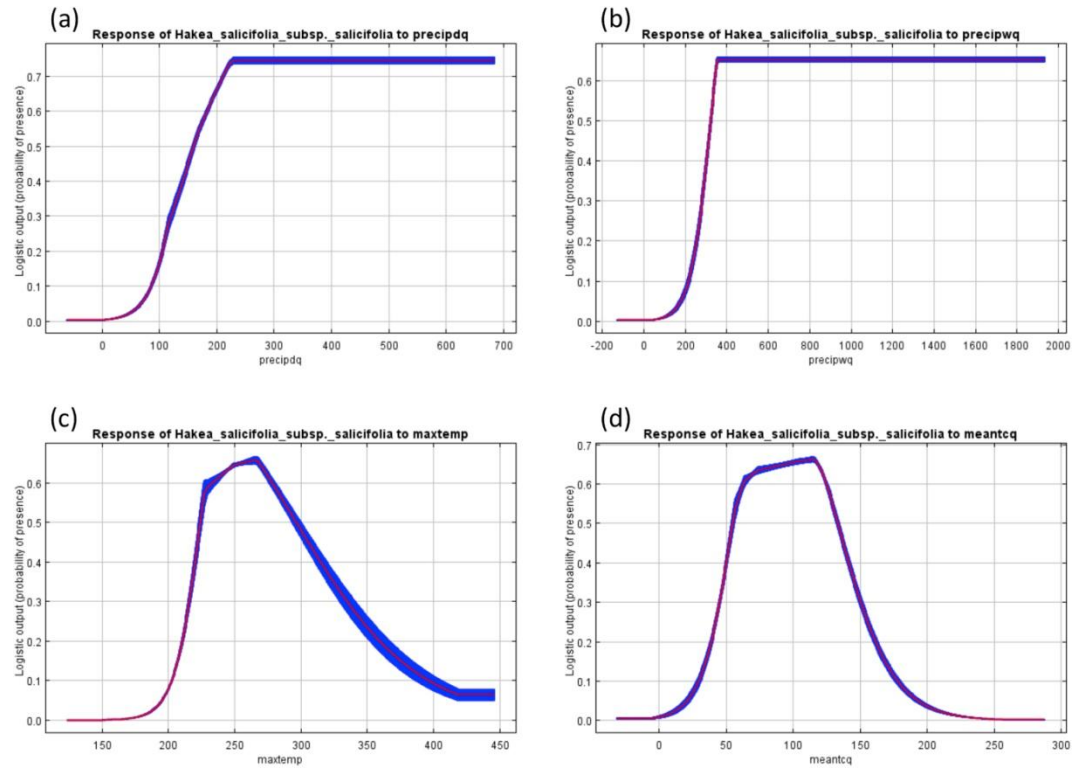 (a)
Response of Hakea_salicifolia_subsp._salicifolia to precipdq
Logistic output (probability of presence)
0.7
0.6
0.5
0.4
0.3
0.2
0.1
0.0
0 100 200 300 400 500 600 700
precipdq
(b)
Response of Hakea_salicifolia_subsp._salicifolia to precipwq
Logistic output (probability of presence)
0.6
0.5
0.4
0.3
0.2
0.1
0.0
-200 0 200 400 600 800 1000 1200 1400 1600 1800 2000
precipwq
(c)
Response of Hakea_salicifolia_subsp._salicifolia to maxtemp
Logistic output (probability of presence)
0.6
0.5
0.4
0.3
0.2
0.1
0.0
150 200 250 300 350 400 450
maxtemp
(d)
Response of Hakea_salicifolia_subsp._salicifolia to meantcq
Logistic output (probability of presence)
0.7
0.6
0.5
0.4
0.3
0.2
0.1
0.0
0 50 100 150 200 250 300
meantcq